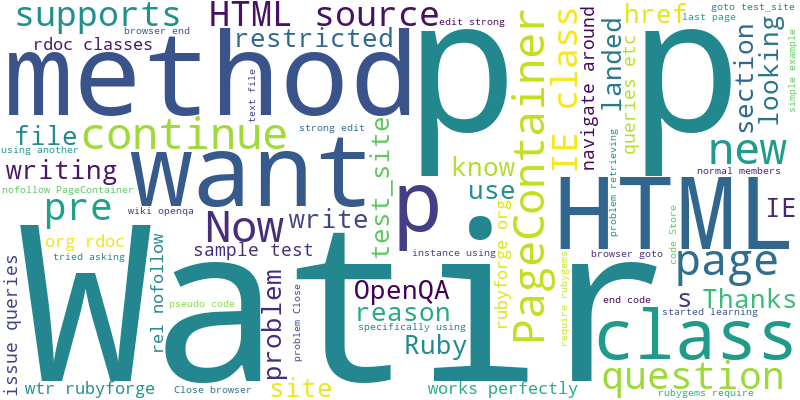 supports
HTML source
edit strong
goto test_site
last page
rdoc classes
browser end
restricted
href
method
p
p
text file
PageContainer
IE class
navigate around
landed
queries etc
section
looking
simple example
file
continue
using another
strong edit
want
test_site
know
new
writing
normal members
nofollow PageContainer
pre
wiki openqa
p
use
problem retrieving
HTML
IE
Now
write
org rdoc
tried asking
sample test
instance using
rubyforge org
browser goto
page
code Store
Watir
issue queries
rel nofollow
pseudo code
problem
problem Close
OpenQA
reason
specifically using
Ruby
require rubygems
end code
s
Thanks
started learning
class
question
wtr rubyforge
Close browser
site
works perfectly
rubygems require